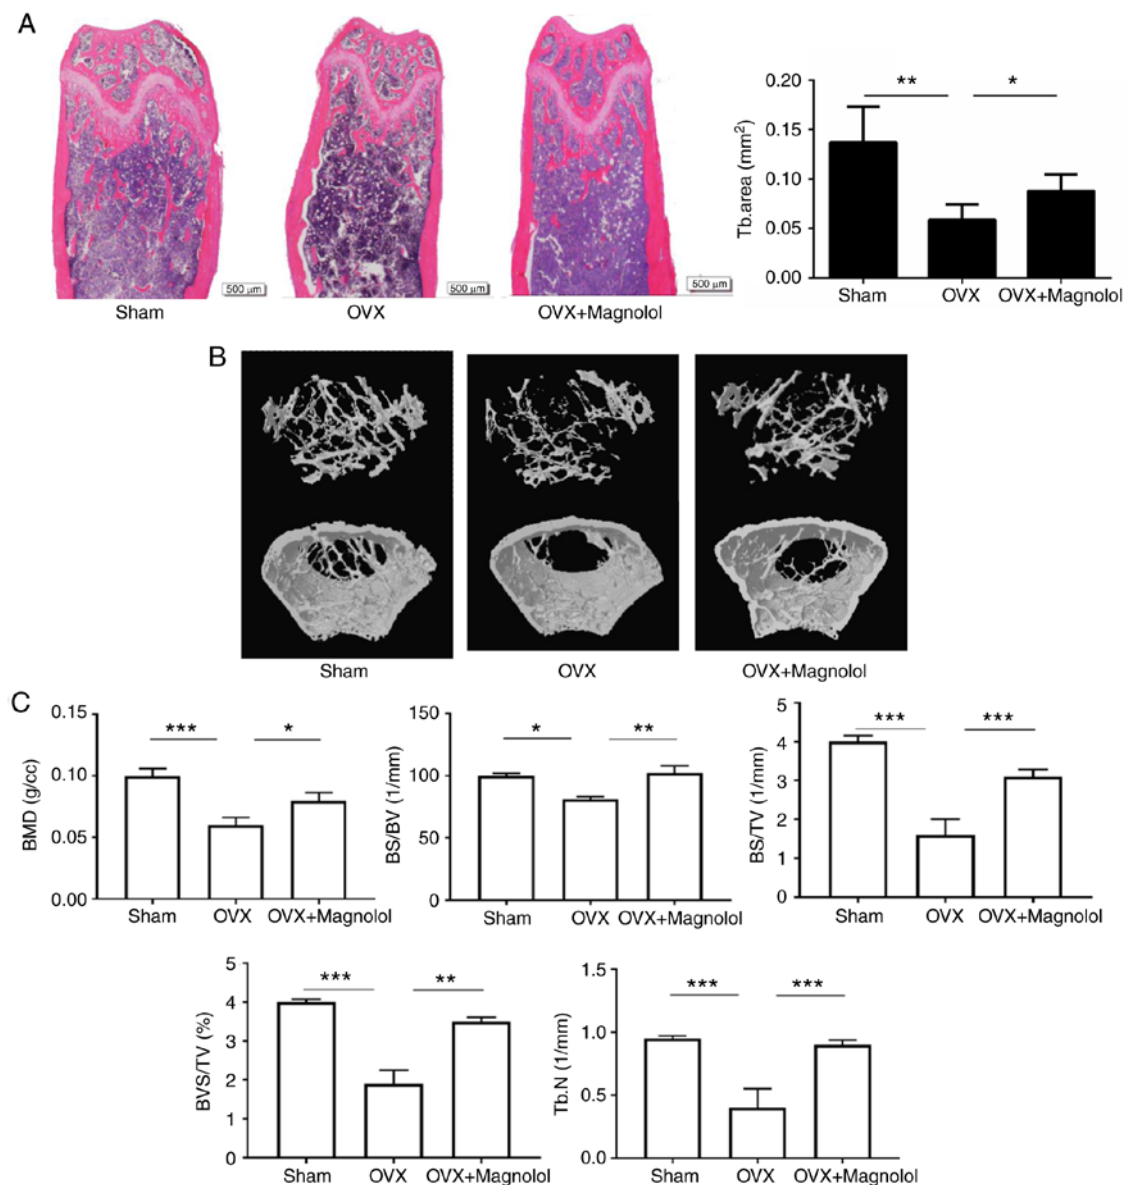 A
500 μm
500 μm
500 μm
Sham
OVX
OVX+Magnolol
Tb.area (mm²)
0.20
0.15
0.10
0.05
0.00
**
*
Sham
OVX
OVX+Magnolol
B
Sham
OVX
OVX+Magnolol
C
BMD (g/cc)
0.15
0.10
0.05
0.00
***
*
Sham
OVX
OVX+Magnolol
BS/BV (1/mm)
150
100
50
0
*
**
Sham
OVX
OVX+Magnolol
BS/TV (1/mm)
5
4
3
2
1
0
***
***
Sham
OVX
OVX+Magnolol
BVS/TV (%)
5
4
3
2
1
0
***
**
Sham
OVX
OVX+Magnolol
Tb.N (1/mm)
1.5
1.0
0.5
0.0
***
***
Sham
OVX
OVX+Magnolol